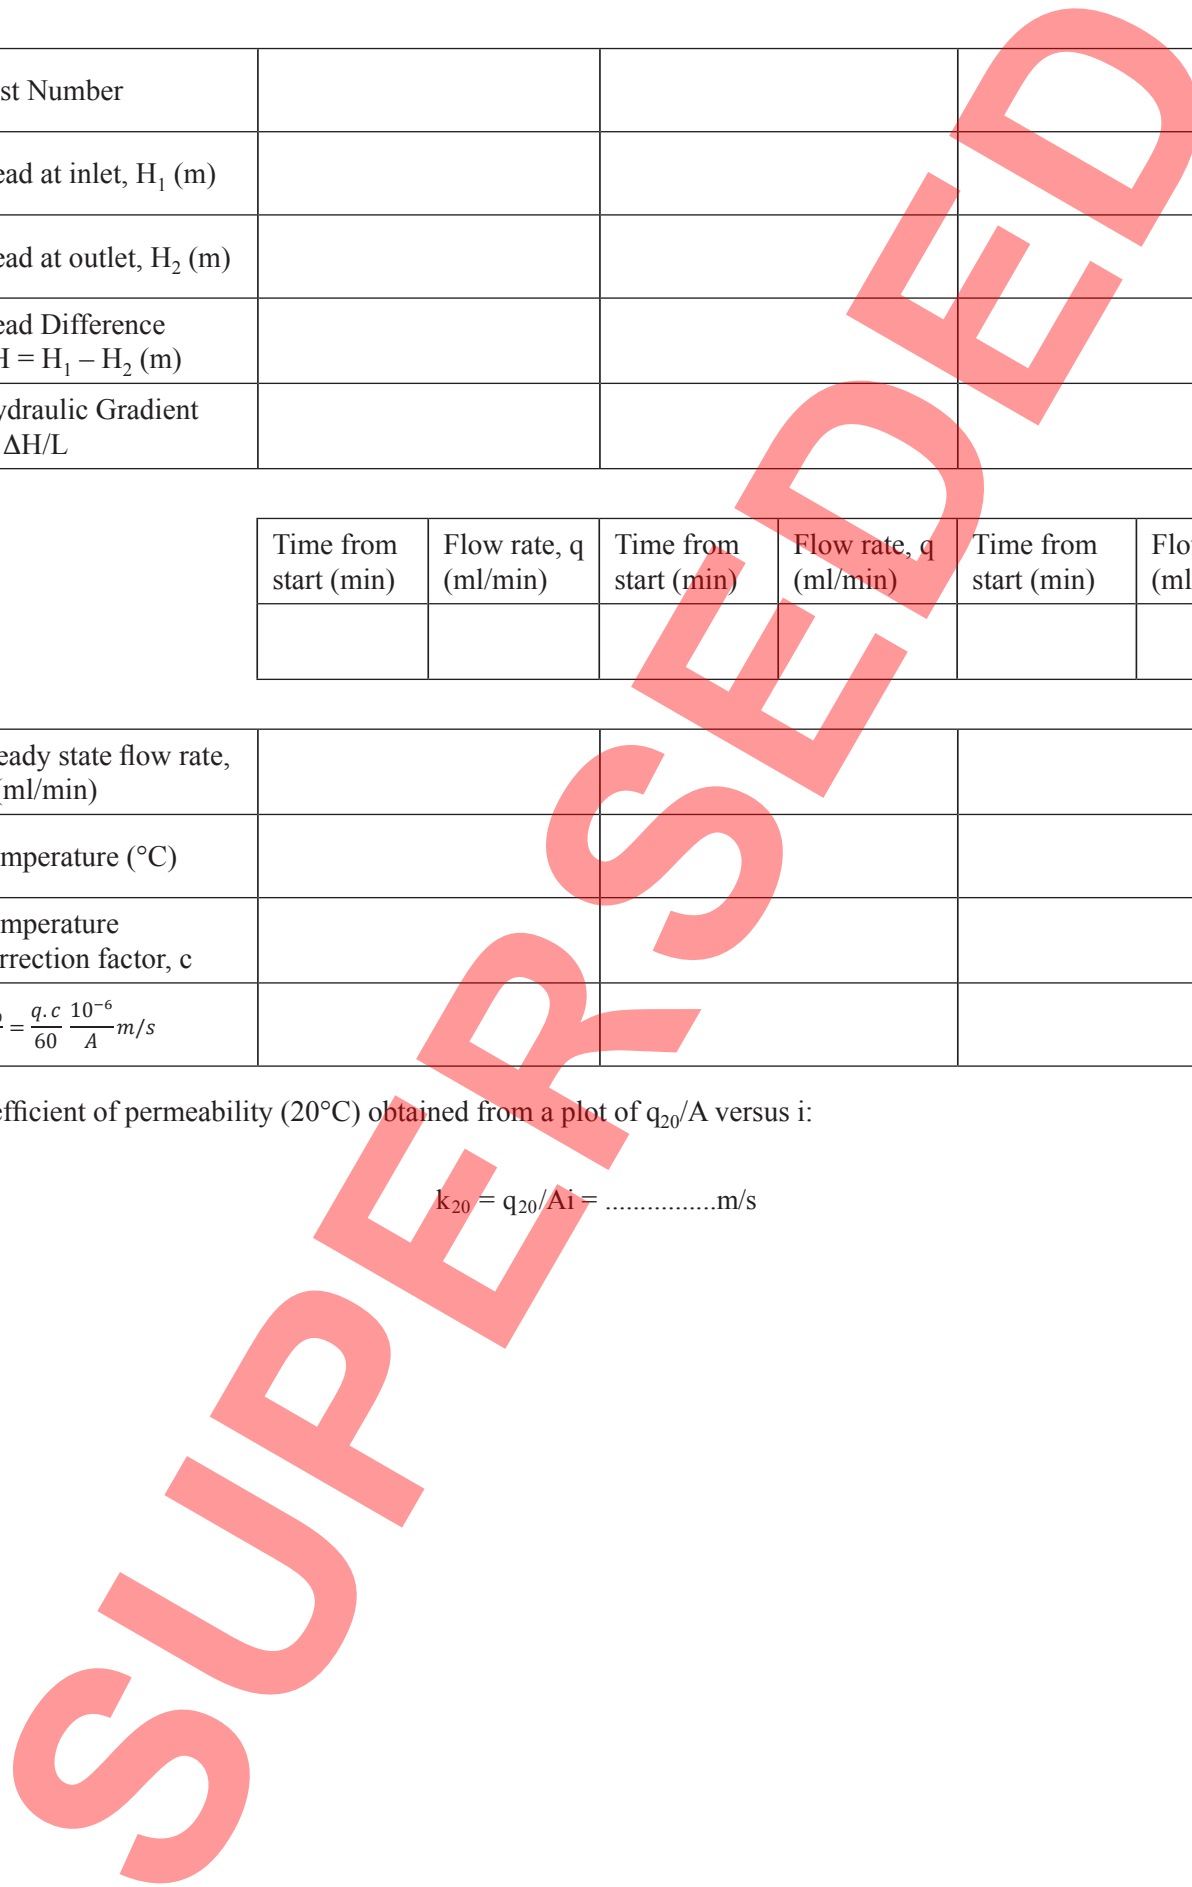 st Number
ead at inlet, H₁ (m)
ead at outlet, H₂ (m)
ead Difference
H = H₁ – H₂ (m)
ydraulic Gradient
ΔH/L
Time from start (min) Flow rate, q (ml/min) Time from start (min) Flow rate, q (ml/min) Time from start (min) Flo (ml
eady state flow rate,
(ml/min)
mperature (°C)
mperature
rrection factor, c
= q.c/60 10⁻⁶/A m/s
efficient of permeability (20°C) obtained from a plot of q₂₀/A versus i:
k₂₀ = q₂₀/Ai = ................m/s
SUPERSEDED